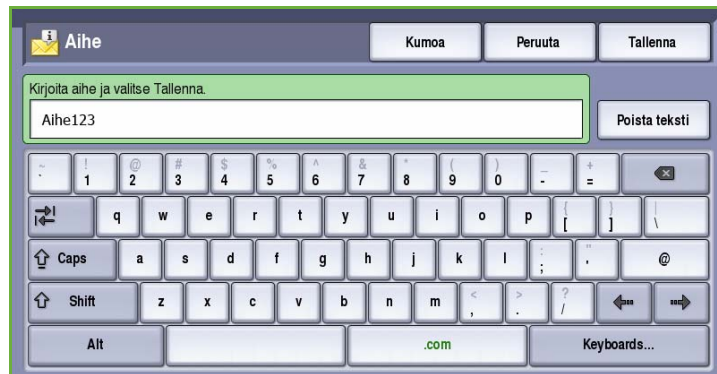 Aihe Kumoa Peruuta Tallenna
Kirjoita aihe ja valitse Tallenna.
Aihe123 Poista teksti
~ ! @ # $ % ^ & * ( ) _ +
` 1 2 3 4 5 6 7 8 9 0 - =
q w e r t y u i o p { } |
[ ] \
Caps a s d f g h j k l : " @
; '
Shift z x c v b n m < > ?
, . /
Alt .com Keyboards...